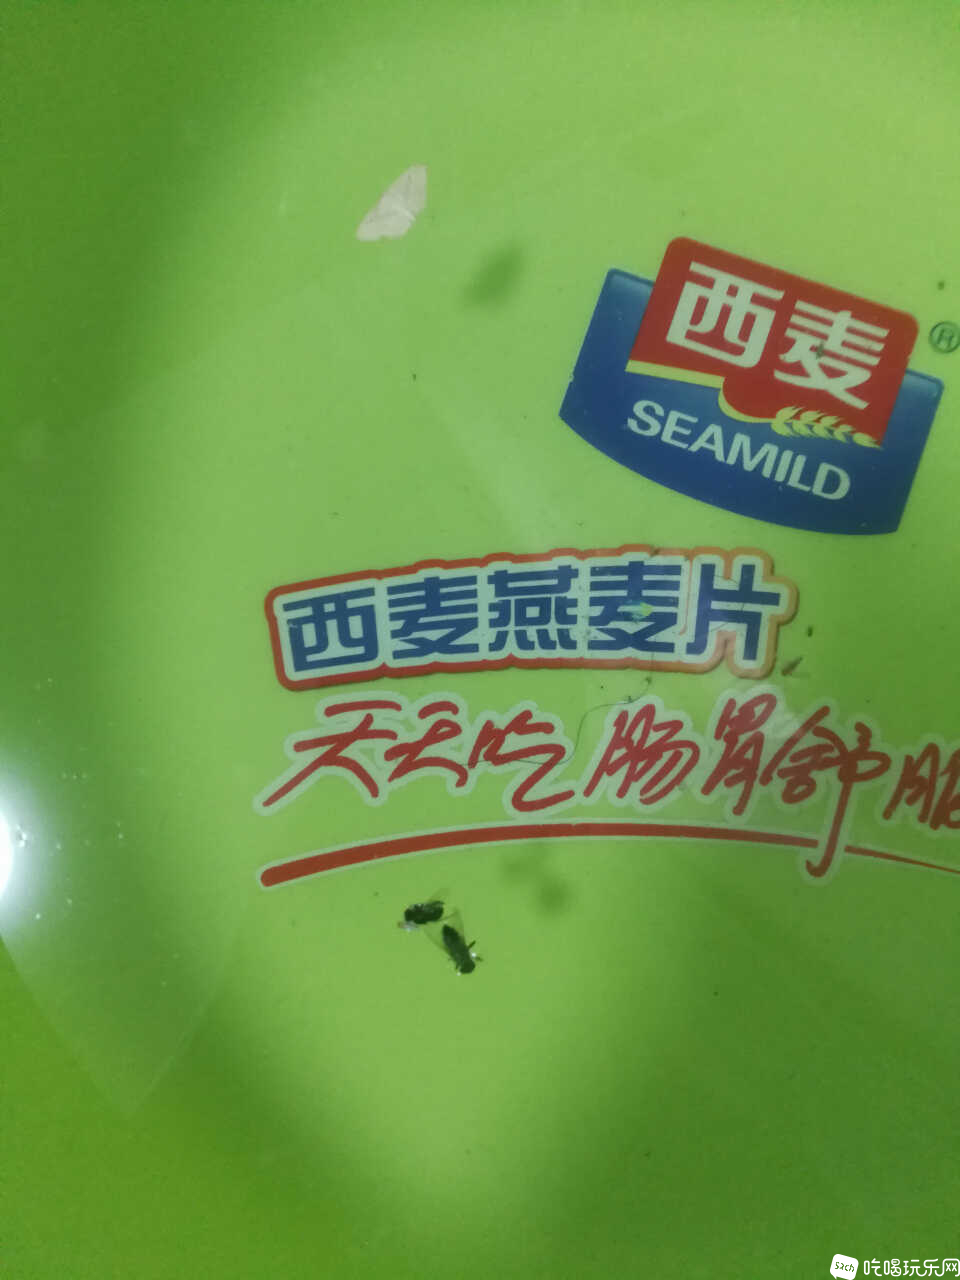 西麦
®
SEAMILD
西麦燕麦片
天天吃 肠胃舒服
52ch 吃喝玩乐网